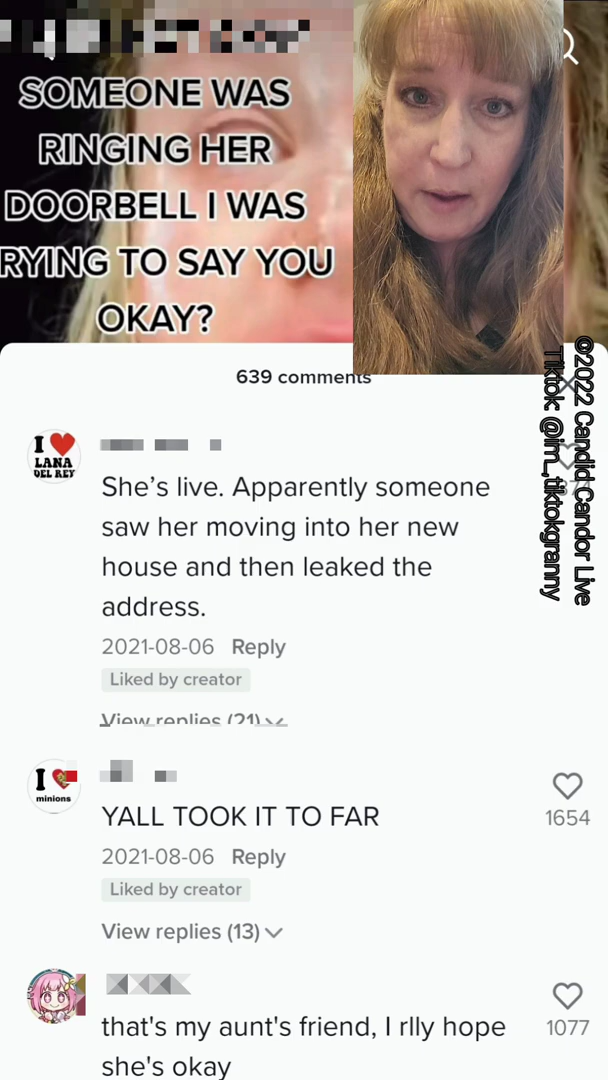 SOMEONE WAS
RINGING HER
DOORBELL I WAS
RYING TO SAY YOU
OKAY?
639 comments
I ❤
LANA
DEL REY
She's live. Apparently someone
saw her moving into her new
house and then leaked the
address.
2021-08-06 Reply
Liked by creator
View replies (21)
I ❤
minions
YALL TOOK IT TO FAR
1654
2021-08-06 Reply
Liked by creator
View replies (13)
that's my aunt's friend, I rlly hope
she's okay
1077
©2022 Candid Candor Live
Tiktok: @im_tiktokgranny